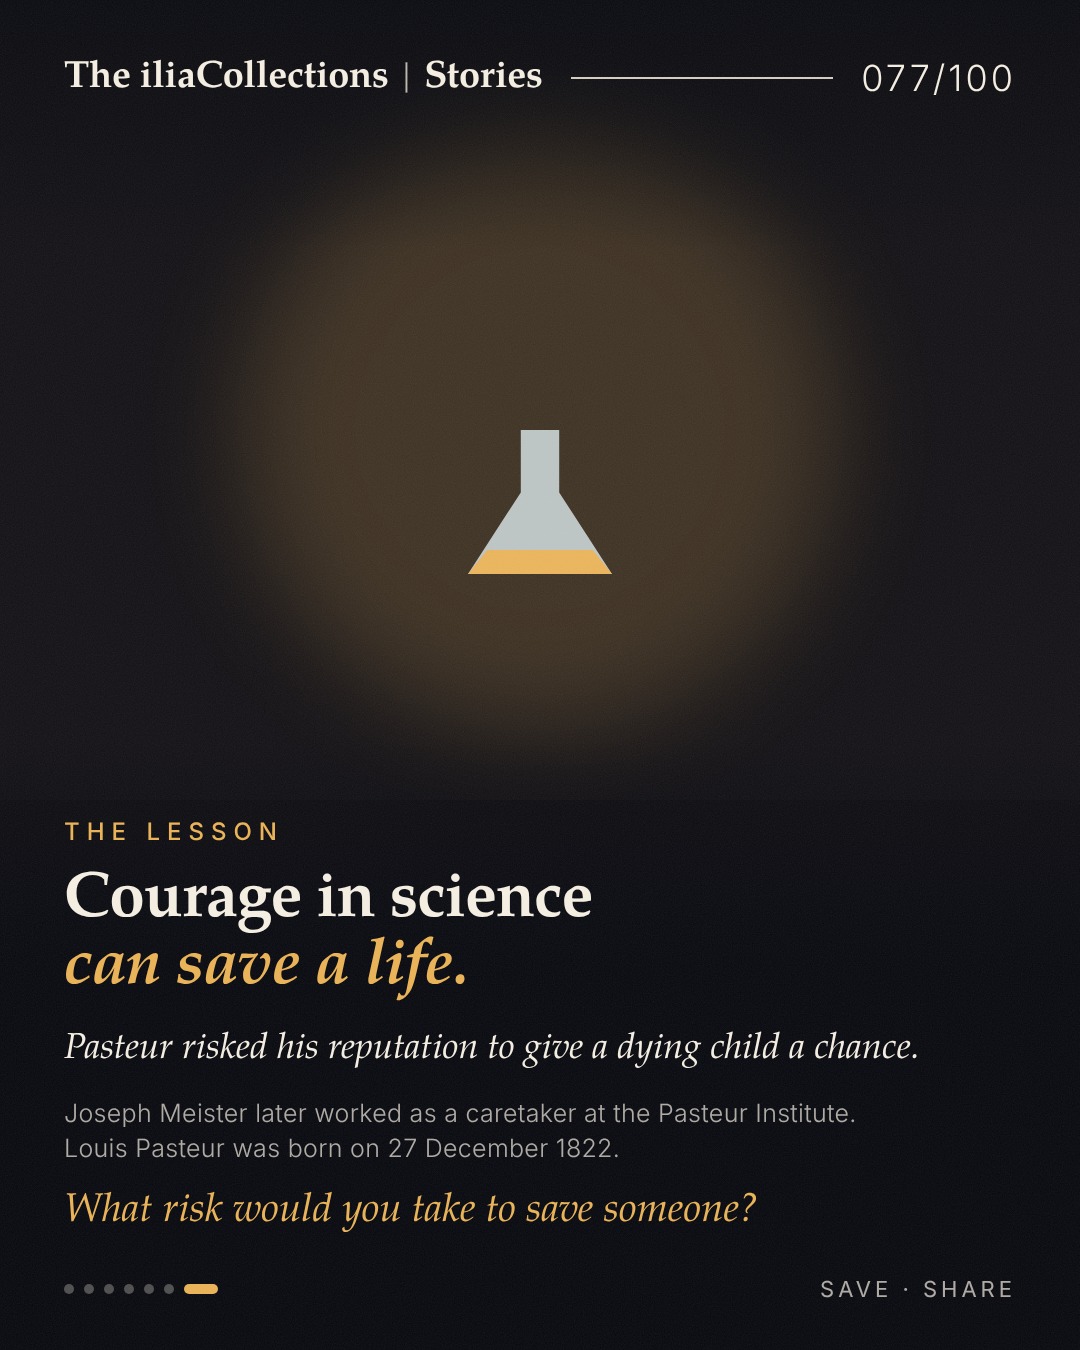 The iliaCollections | Stories 077/100
THE LESSON
Courage in science
can save a life.
Pasteur risked his reputation to give a dying child a chance.
Joseph Meister later worked as a caretaker at the Pasteur Institute.
Louis Pasteur was born on 27 December 1822.
What risk would you take to save someone?
SAVE · SHARE